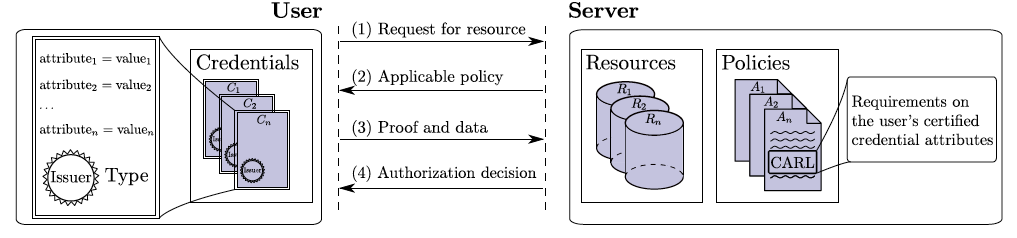 User
attribute₁ = value₁
attribute₂ = value₂
...
attributeₙ = valueₙ
Issuer
Type
Credentials
C₁
C₂
Cₙ
Issuer
Issuer
Issuer
(1) Request for resource
(2) Applicable policy
(3) Proof and data
(4) Authorization decision
Server
Resources
R₁
R₂
Rₙ
Policies
A₁
A₂
Aₙ
CARL
Requirements on
the user's certified
credential attributes